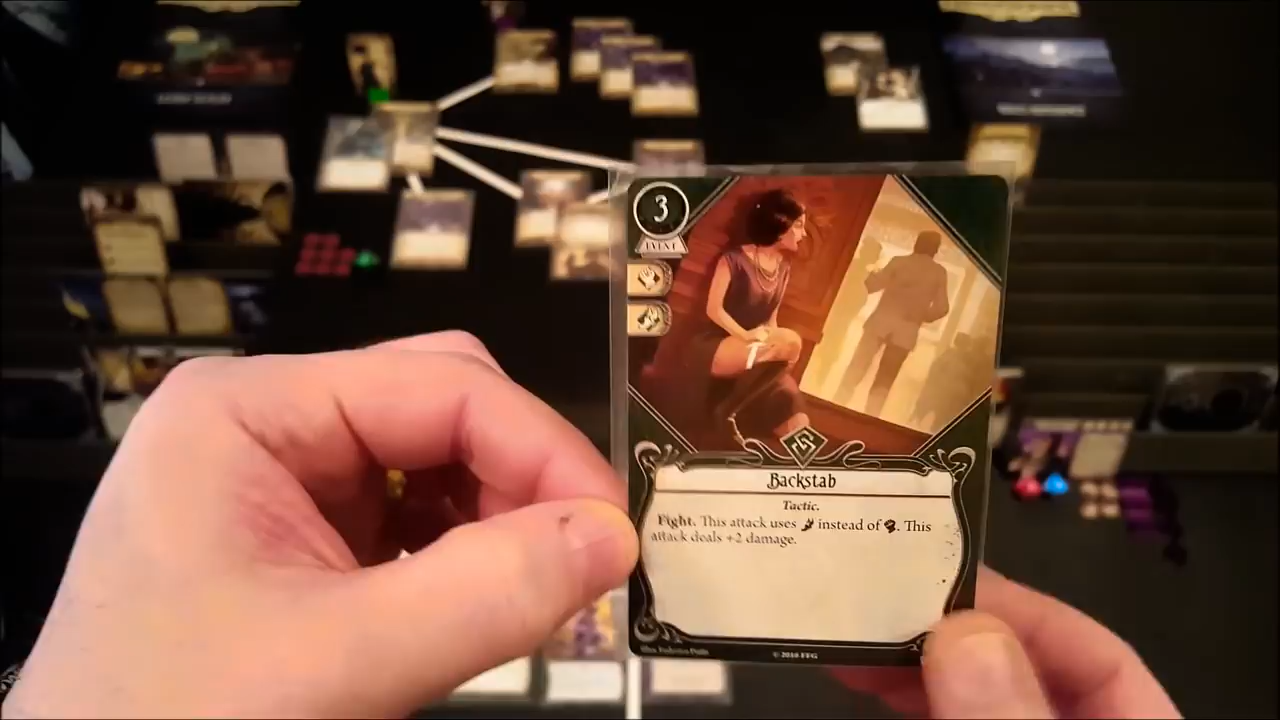 3
EVENT
Backstab
Tactic.
Fight. This attack uses instead of . This
attack deals +2 damage.
© 2016 FFG